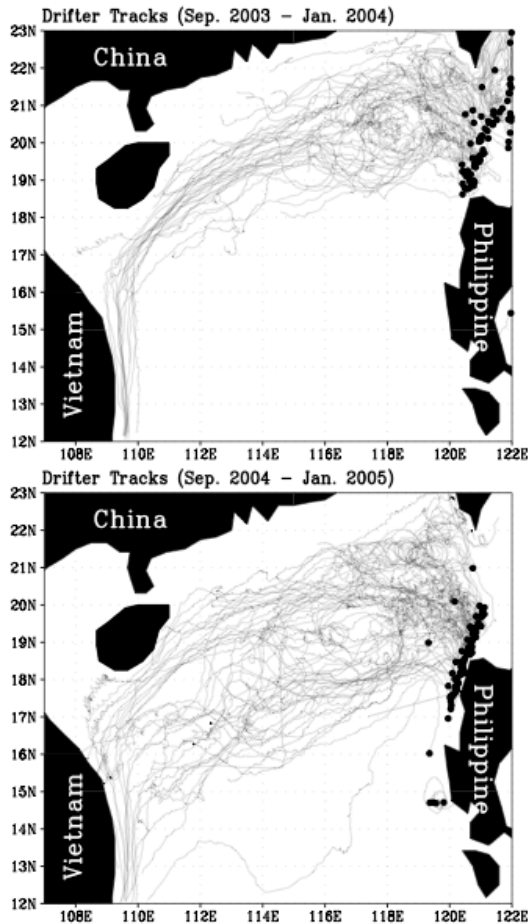 Drifter Tracks (Sep. 2003 – Jan. 2004)
23N
22N
21N
20N
19N
18N
17N
16N
15N
14N
13N
12N
China
Vietnam
Philippine
108E 110E 112E 114E 116E 118E 120E 122E
Drifter Tracks (Sep. 2004 – Jan. 2005)
23N
22N
21N
20N
19N
18N
17N
16N
15N
14N
13N
12N
China
Vietnam
Philippine
108E 110E 112E 114E 116E 118E 120E 122E